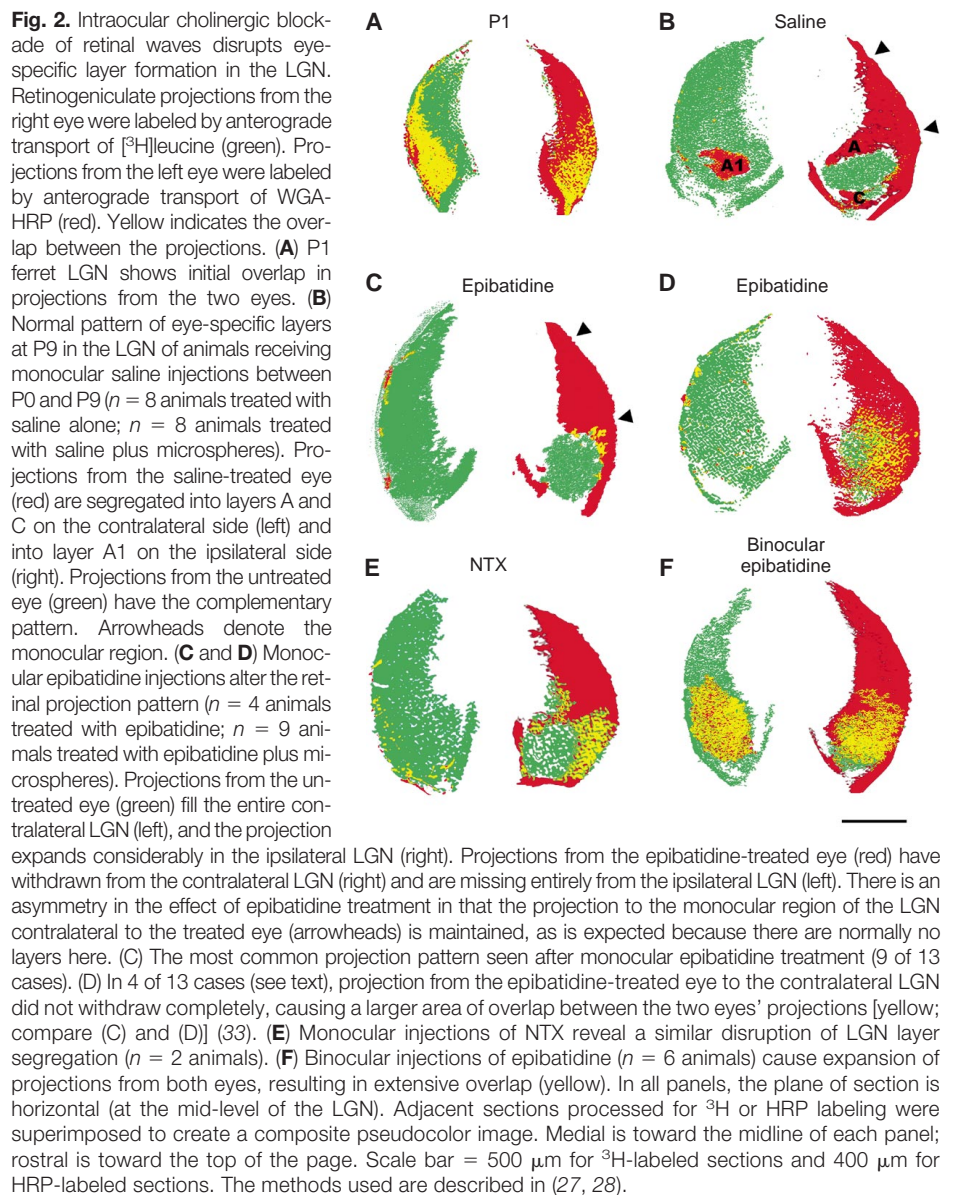 Fig. 2. Intraocular cholinergic block-
ade of retinal waves disrupts eye-
specific layer formation in the LGN.
Retinogeniculate projections from the
right eye were labeled by anterograde
transport of [³H]leucine (green). Pro-
jections from the left eye were labeled
by anterograde transport of WGA-
HRP (red). Yellow indicates the over-
lap between the projections. (A) P1
ferret LGN shows initial overlap in
projections from the two eyes. (B)
Normal pattern of eye-specific layers
at P9 in the LGN of animals receiving
monocular saline injections between
P0 and P9 (n = 8 animals treated with
saline alone; n = 8 animals treated
with saline plus microspheres). Pro-
jections from the saline-treated eye
(red) are segregated into layers A and
C on the contralateral side (left) and
into layer A1 on the ipsilateral side
(right). Projections from the untreated
eye (green) have the complementary
pattern. Arrowheads denote the
monocular region. (C and D) Monoc-
ular epibatidine injections alter the ret-
inal projection pattern (n = 4 animals
treated with epibatidine; n = 9 ani-
mals treated with epibatidine plus mi-
crospheres). Projections from the un-
treated eye (green) fill the entire con-
tralateral LGN (left), and the projection
expands considerably in the ipsilateral LGN (right). Projections from the epibatidine-treated eye (red) have
withdrawn from the contralateral LGN (right) and are missing entirely from the ipsilateral LGN (left). There is an
asymmetry in the effect of epibatidine treatment in that the projection to the monocular region of the LGN
contralateral to the treated eye (arrowheads) is maintained, as is expected because there are normally no
layers here. (C) The most common projection pattern seen after monocular epibatidine treatment (9 of 13
cases). (D) In 4 of 13 cases (see text), projection from the epibatidine-treated eye to the contralateral LGN
did not withdraw completely, causing a larger area of overlap between the two eyes' projections [yellow;
compare (C) and (D)] (33). (E) Monocular injections of NTX reveal a similar disruption of LGN layer
segregation (n = 2 animals). (F) Binocular injections of epibatidine (n = 6 animals) cause expansion of
projections from both eyes, resulting in extensive overlap (yellow). In all panels, the plane of section is
horizontal (at the mid-level of the LGN). Adjacent sections processed for ³H or HRP labeling were
superimposed to create a composite pseudocolor image. Medial is toward the midline of each panel;
rostral is toward the top of the page. Scale bar = 500 μm for ³H-labeled sections and 400 μm for
HRP-labeled sections. The methods used are described in (27, 28).
A P1
B Saline
A1
A
C
C Epibatidine
D Epibatidine
E NTX
F Binocular
epibatidine